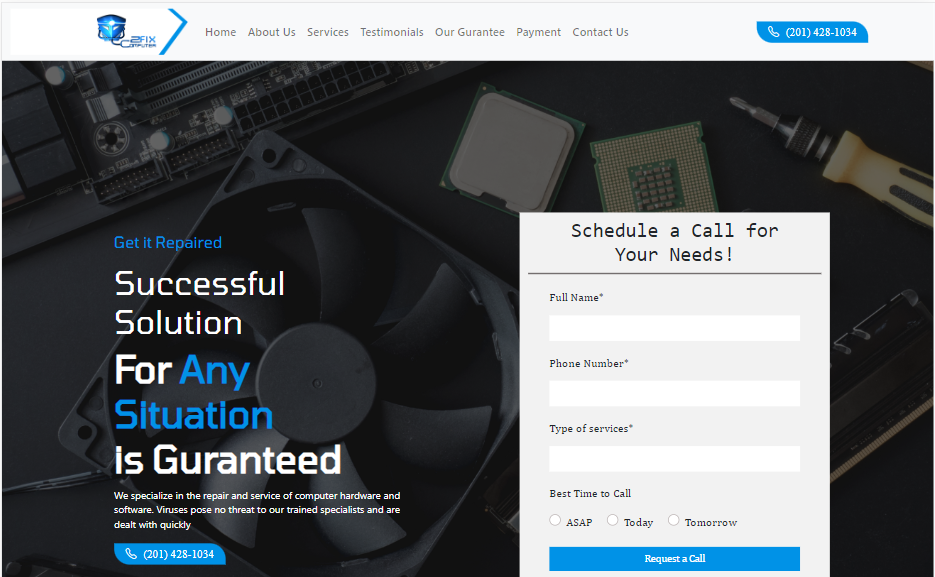 2FIX
COMPUTER
Home About Us Services Testimonials Our Gurantee Payment Contact Us
(201) 428-1034
Get it Repaired
Successful
Solution
For Any
Situation
is Guranteed
We specialize in the repair and service of computer hardware and
software. Viruses pose no threat to our trained specialists and are
dealt with quickly
(201) 428-1034
Schedule a Call for
Your Needs!
Full Name*
Phone Number*
Type of services*
Best Time to Call
ASAP Today Tomorrow
Request a Call